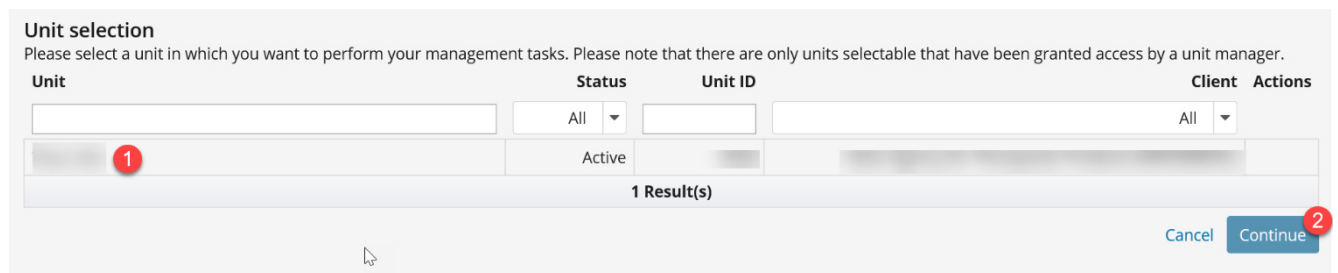 Unit selection
Please select a unit in which you want to perform your management tasks. Please note that there are only units selectable that have been granted access by a unit manager.
Unit Status Unit ID Client Actions
All All
1 Active
1 Result(s)
Cancel Continue 2